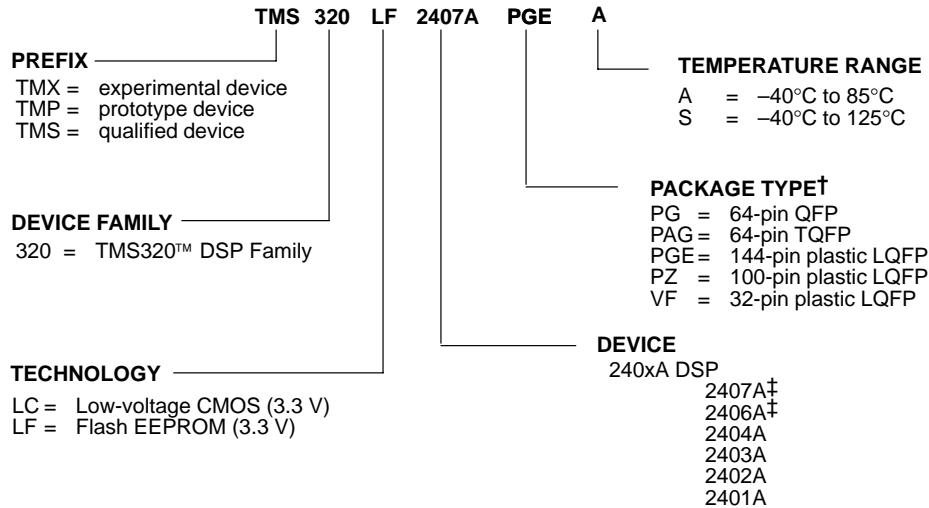 TMS 320 LF 2407A PGE A
PREFIX
TMX = experimental device
TMP = prototype device
TMS = qualified device
TEMPERATURE RANGE
A = –40°C to 85°C
S = –40°C to 125°C
PACKAGE TYPE†
PG = 64-pin QFP
PAG = 64-pin TQFP
PGE = 144-pin plastic LQFP
PZ = 100-pin plastic LQFP
VF = 32-pin plastic LQFP
DEVICE FAMILY
320 = TMS320™ DSP Family
DEVICE
240xA DSP
2407A‡
2406A‡
2404A
2403A
2402A
2401A
TECHNOLOGY
LC = Low-voltage CMOS (3.3 V)
LF = Flash EEPROM (3.3 V)